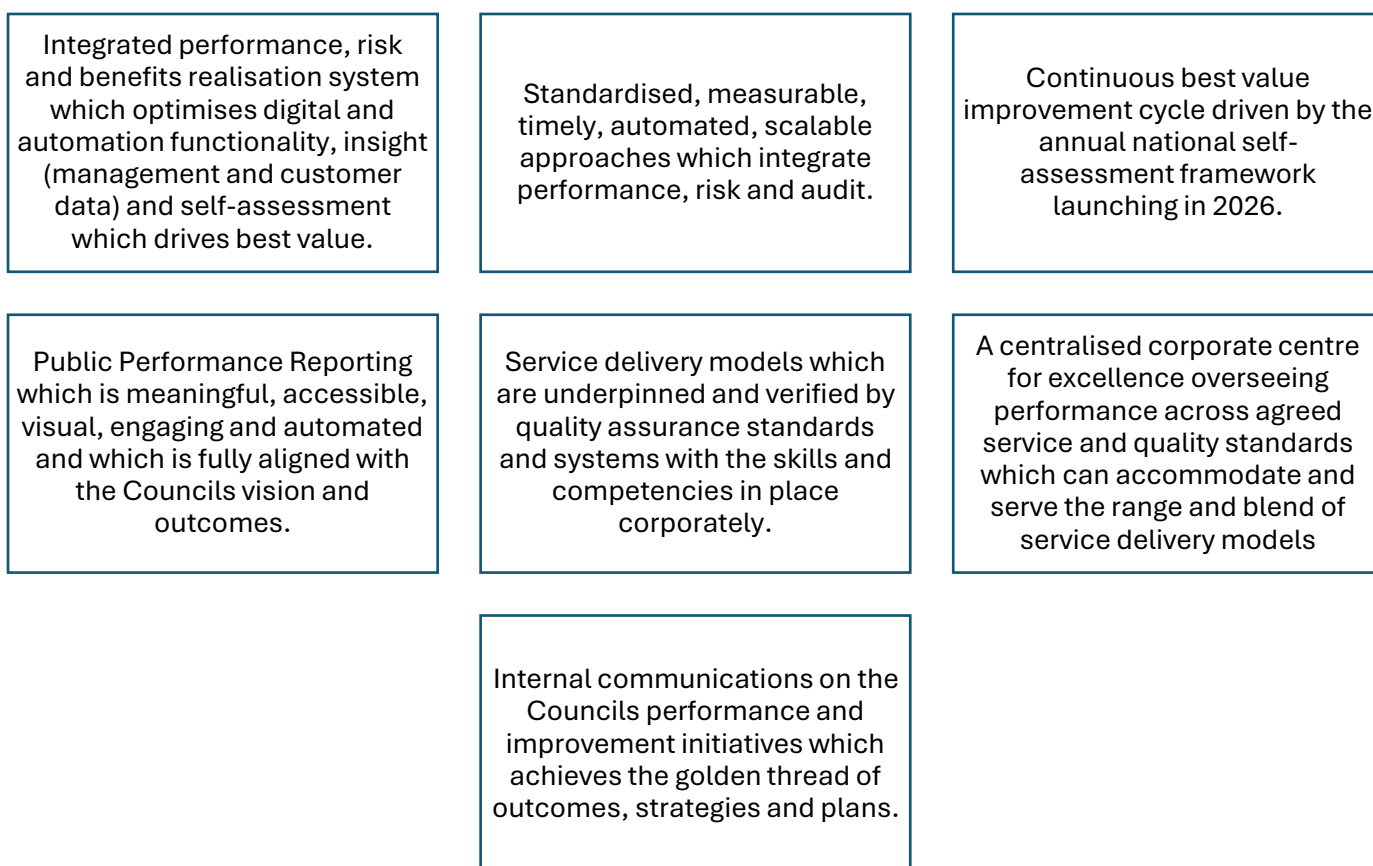 Integrated performance, risk
and benefits realisation system
which optimises digital and
automation functionality, insight
(management and customer
data) and self-assessment
which drives best value.
Standardised, measurable,
timely, automated, scalable
approaches which integrate
performance, risk and audit.
Continuous best value
improvement cycle driven by the
annual national self-
assessment framework
launching in 2026.
Public Performance Reporting
which is meaningful, accessible,
visual, engaging and automated
and which is fully aligned with
the Councils vision and
outcomes.
Service delivery models which
are underpinned and verified by
quality assurance standards
and systems with the skills and
competencies in place
corporately.
A centralised corporate centre
for excellence overseeing
performance across agreed
service and quality standards
which can accommodate and
serve the range and blend of
service delivery models
Internal communications on the
Councils performance and
improvement initiatives which
achieves the golden thread of
outcomes, strategies and plans.